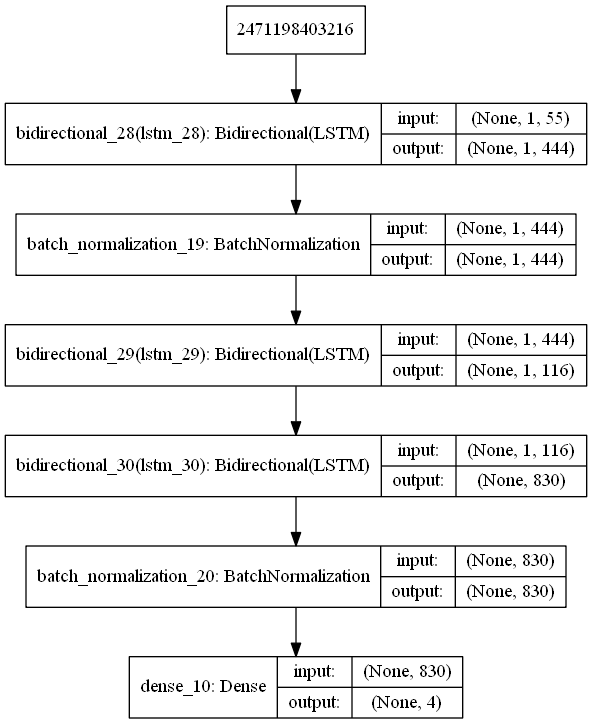 2471198403216
bidirectional_28(lstm_28): Bidirectional(LSTM)
input: (None, 1, 55)
output: (None, 1, 444)
batch_normalization_19: BatchNormalization
input: (None, 1, 444)
output: (None, 1, 444)
bidirectional_29(lstm_29): Bidirectional(LSTM)
input: (None, 1, 444)
output: (None, 1, 116)
bidirectional_30(lstm_30): Bidirectional(LSTM)
input: (None, 1, 116)
output: (None, 830)
batch_normalization_20: BatchNormalization
input: (None, 830)
output: (None, 830)
dense_10: Dense
input: (None, 830)
output: (None, 4)